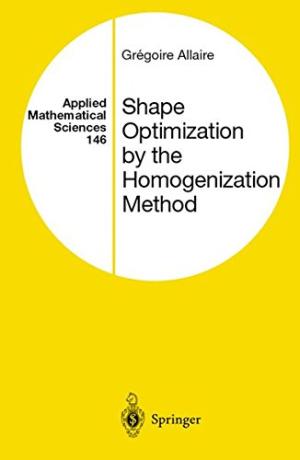 Grégoire Allaire
Applied
Mathematical
Sciences
146
Shape
Optimization
by the
Homogenization
Method
Springer